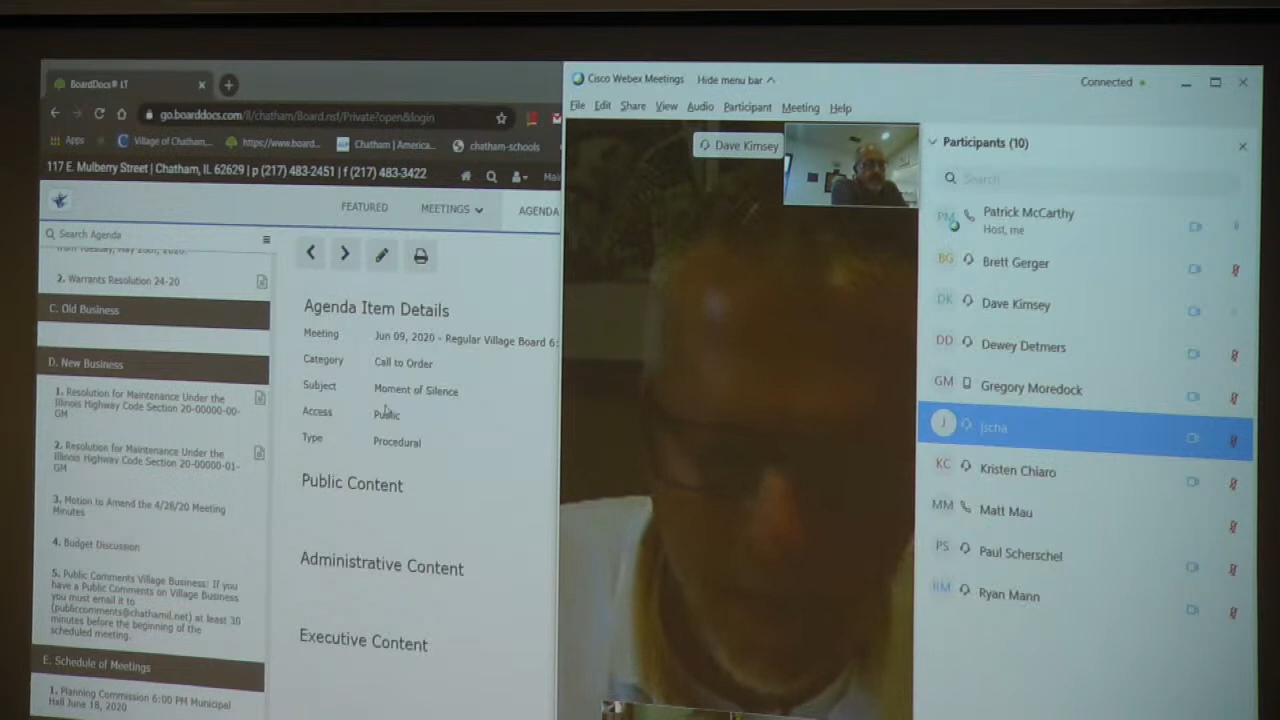 BoardDocs® LT
go.boarddocs.com/il/chatham/Board.nsf/Private?open&login
Apps
Village of Chatham,
https://www.board...
Chatham | America...
chatham-schools
117 E. Mulberry Street | Chatham, IL 62629 | p (217) 483-2451 | f (217) 483-3422
FEATURED
MEETINGS
AGENDA
Search Agenda
2. Warrants Resolution 24-20
C. Old Business
D. New Business
1. Resolution for Maintenance Under the
Illinois Highway Code Section 20-00000-00-
GM
2. Resolution for Maintenance Under the
Illinois Highway Code Section 20-00000-01-
GM
3. Motion to Amend the 4/28/20 Meeting
Minutes
4. Budget Discussion
5. Public Comments Village Business: If you
have a Public Comments on Village Business
you must email it to
(publiccomments@chathamil.net) at least 30
minutes before the beginning of the
scheduled meeting.
E. Schedule of Meetings
1. Planning Commission 6:00 PM Municipal
Hall June 18, 2020
Agenda Item Details
Meeting Jun 09, 2020 - Regular Village Board 6:
Category Call to Order
Subject Moment of Silence
Access Public
Type Procedural
Public Content
Administrative Content
Executive Content
Cisco Webex Meetings Hide menu bar
Connected
File Edit Share View Audio Participant Meeting Help
Dave Kimsey
Participants (10)
Search
PM Patrick McCarthy
Host, me
BG Brett Gerger
DK Dave Kimsey
DD Dewey Detmers
GM Gregory Moredock
J jscha
KC Kristen Chiaro
MM Matt Mau
PS Paul Scherschel
RM Ryan Mann